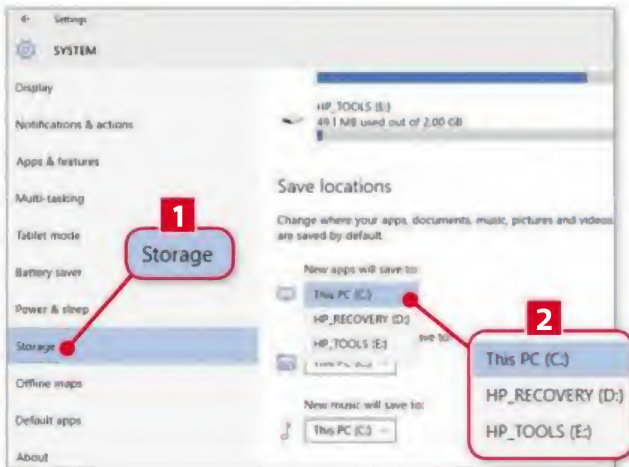 Settings
SYSTEM
Display
Notifications & actions
Apps & features
Multi-tasking
Tablet mode
Battery saver
Power & sleep
Storage
Offline maps
Default apps
About
HP_TOOLS (E:)
49.1 MB used out of 2.00 GB
Save locations
Change where your apps, documents, music, pictures and videos
are saved by default.
New apps will save to:
This PC (C:)
HP_RECOVERY (D:)
HP_TOOLS (E:)
ve to:
New music will save to:
This PC (C:)
1
Storage
2
This PC (C:)
HP_RECOVERY (D:)
HP_TOOLS (E:)